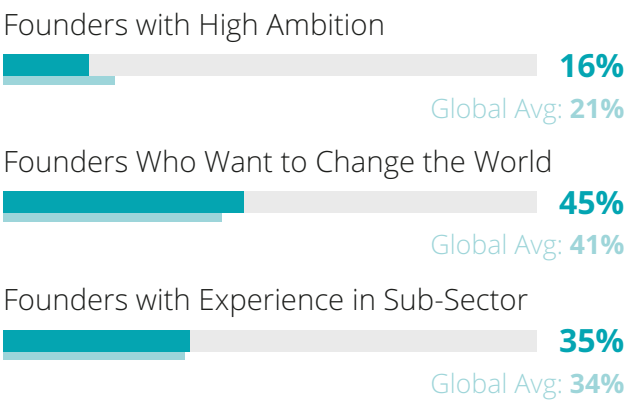 Founders with High Ambition
16%
Global Avg: 21%
Founders Who Want to Change the World
45%
Global Avg: 41%
Founders with Experience in Sub-Sector
35%
Global Avg: 34%